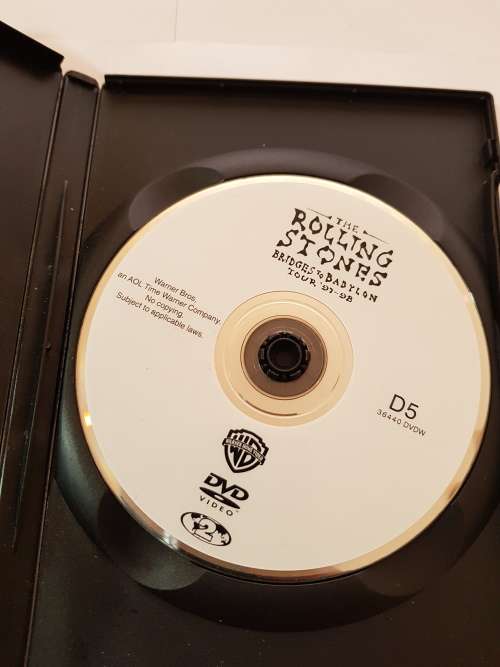 THE
ROLLING
STONES
BRIDGES TO BABYLON
TOUR '97-98
Warner Bros.
an AOL Time Warner Company.
No copying.
Subject to applicable laws.
D5
36440.DVDW
WB
DVD
VIDEO™
2